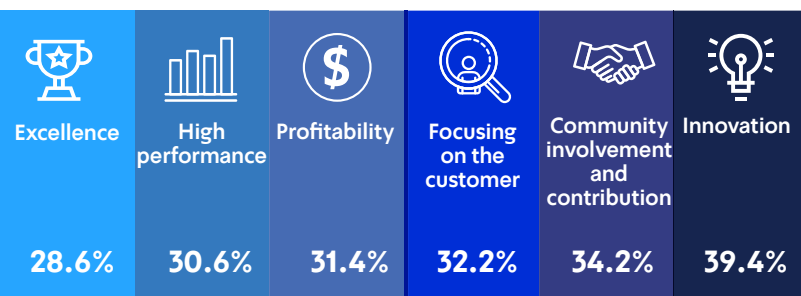 $
Excellence
28.6%
High
performance
30.6%
Profitability
31.4%
Focusing
on the
customer
32.2%
Community
involvement
and
contribution
34.2%
Innovation
39.4%